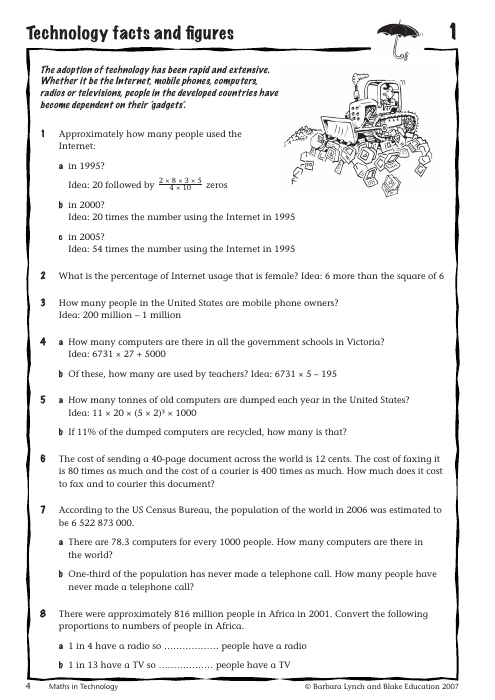 Technology facts and figures
1
The adoption of technology has been rapid and extensive.
Whether it be the Internet, mobile phones, computers,
radios or televisions, people in the developed countries have
become dependent on their 'gadgets'.
1 Approximately how many people used the
Internet:
a in 1995?
Idea: 20 followed by (2 × 8 × 3 × 5)/(4 × 10) zeros
b in 2000?
Idea: 20 times the number using the Internet in 1995
c in 2005?
Idea: 54 times the number using the Internet in 1995
2 What is the percentage of Internet usage that is female? Idea: 6 more than the square of 6
3 How many people in the United States are mobile phone owners?
Idea: 200 million – 1 million
4 a How many computers are there in all the government schools in Victoria?
Idea: 6731 × 27 + 5000
b Of these, how many are used by teachers? Idea: 6731 × 5 – 195
5 a How many tonnes of old computers are dumped each year in the United States?
Idea: 11 × 20 × (5 × 2)³ × 1000
b If 11% of the dumped computers are recycled, how many is that?
6 The cost of sending a 40-page document across the world is 12 cents. The cost of faxing it
is 80 times as much and the cost of a courier is 400 times as much. How much does it cost
to fax and to courier this document?
7 According to the US Census Bureau, the population of the world in 2006 was estimated to
be 6 522 873 000.
a There are 78.3 computers for every 1000 people. How many computers are there in
the world?
b One-third of the population has never made a telephone call. How many people have
never made a telephone call?
8 There were approximately 816 million people in Africa in 2001. Convert the following
proportions to numbers of people in Africa.
a 1 in 4 have a radio so .................. people have a radio
b 1 in 13 have a TV so .................. people have a TV
4 Maths in Technology
© Barbara Lynch and Blake Education 2007